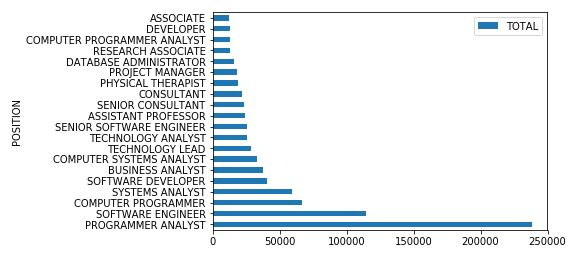 ASSOCIATE
DEVELOPER
COMPUTER PROGRAMMER ANALYST
RESEARCH ASSOCIATE
DATABASE ADMINISTRATOR
PROJECT MANAGER
PHYSICAL THERAPIST
CONSULTANT
SENIOR CONSULTANT
ASSISTANT PROFESSOR
SENIOR SOFTWARE ENGINEER
TECHNOLOGY ANALYST
TECHNOLOGY LEAD
COMPUTER SYSTEMS ANALYST
BUSINESS ANALYST
SOFTWARE DEVELOPER
SYSTEMS ANALYST
COMPUTER PROGRAMMER
SOFTWARE ENGINEER
PROGRAMMER ANALYST
POSITION
TOTAL
0 50000 100000 150000 200000 250000